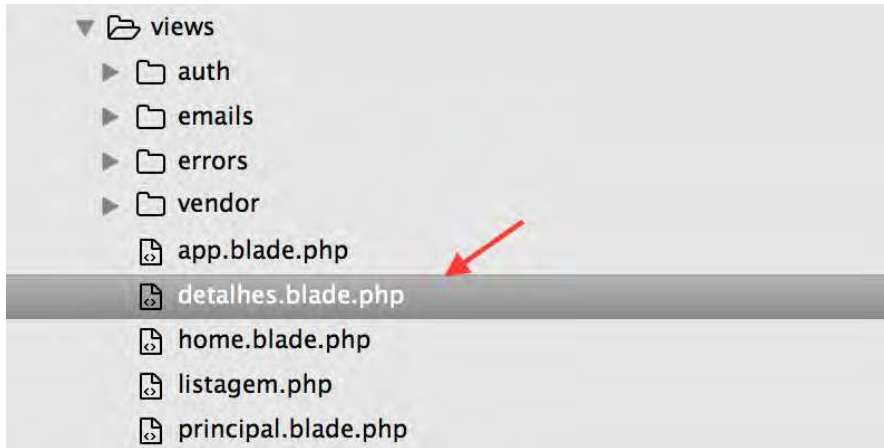 views
auth
emails
errors
vendor
app.blade.php
detalhes.blade.php
home.blade.php
listagem.php
principal.blade.php